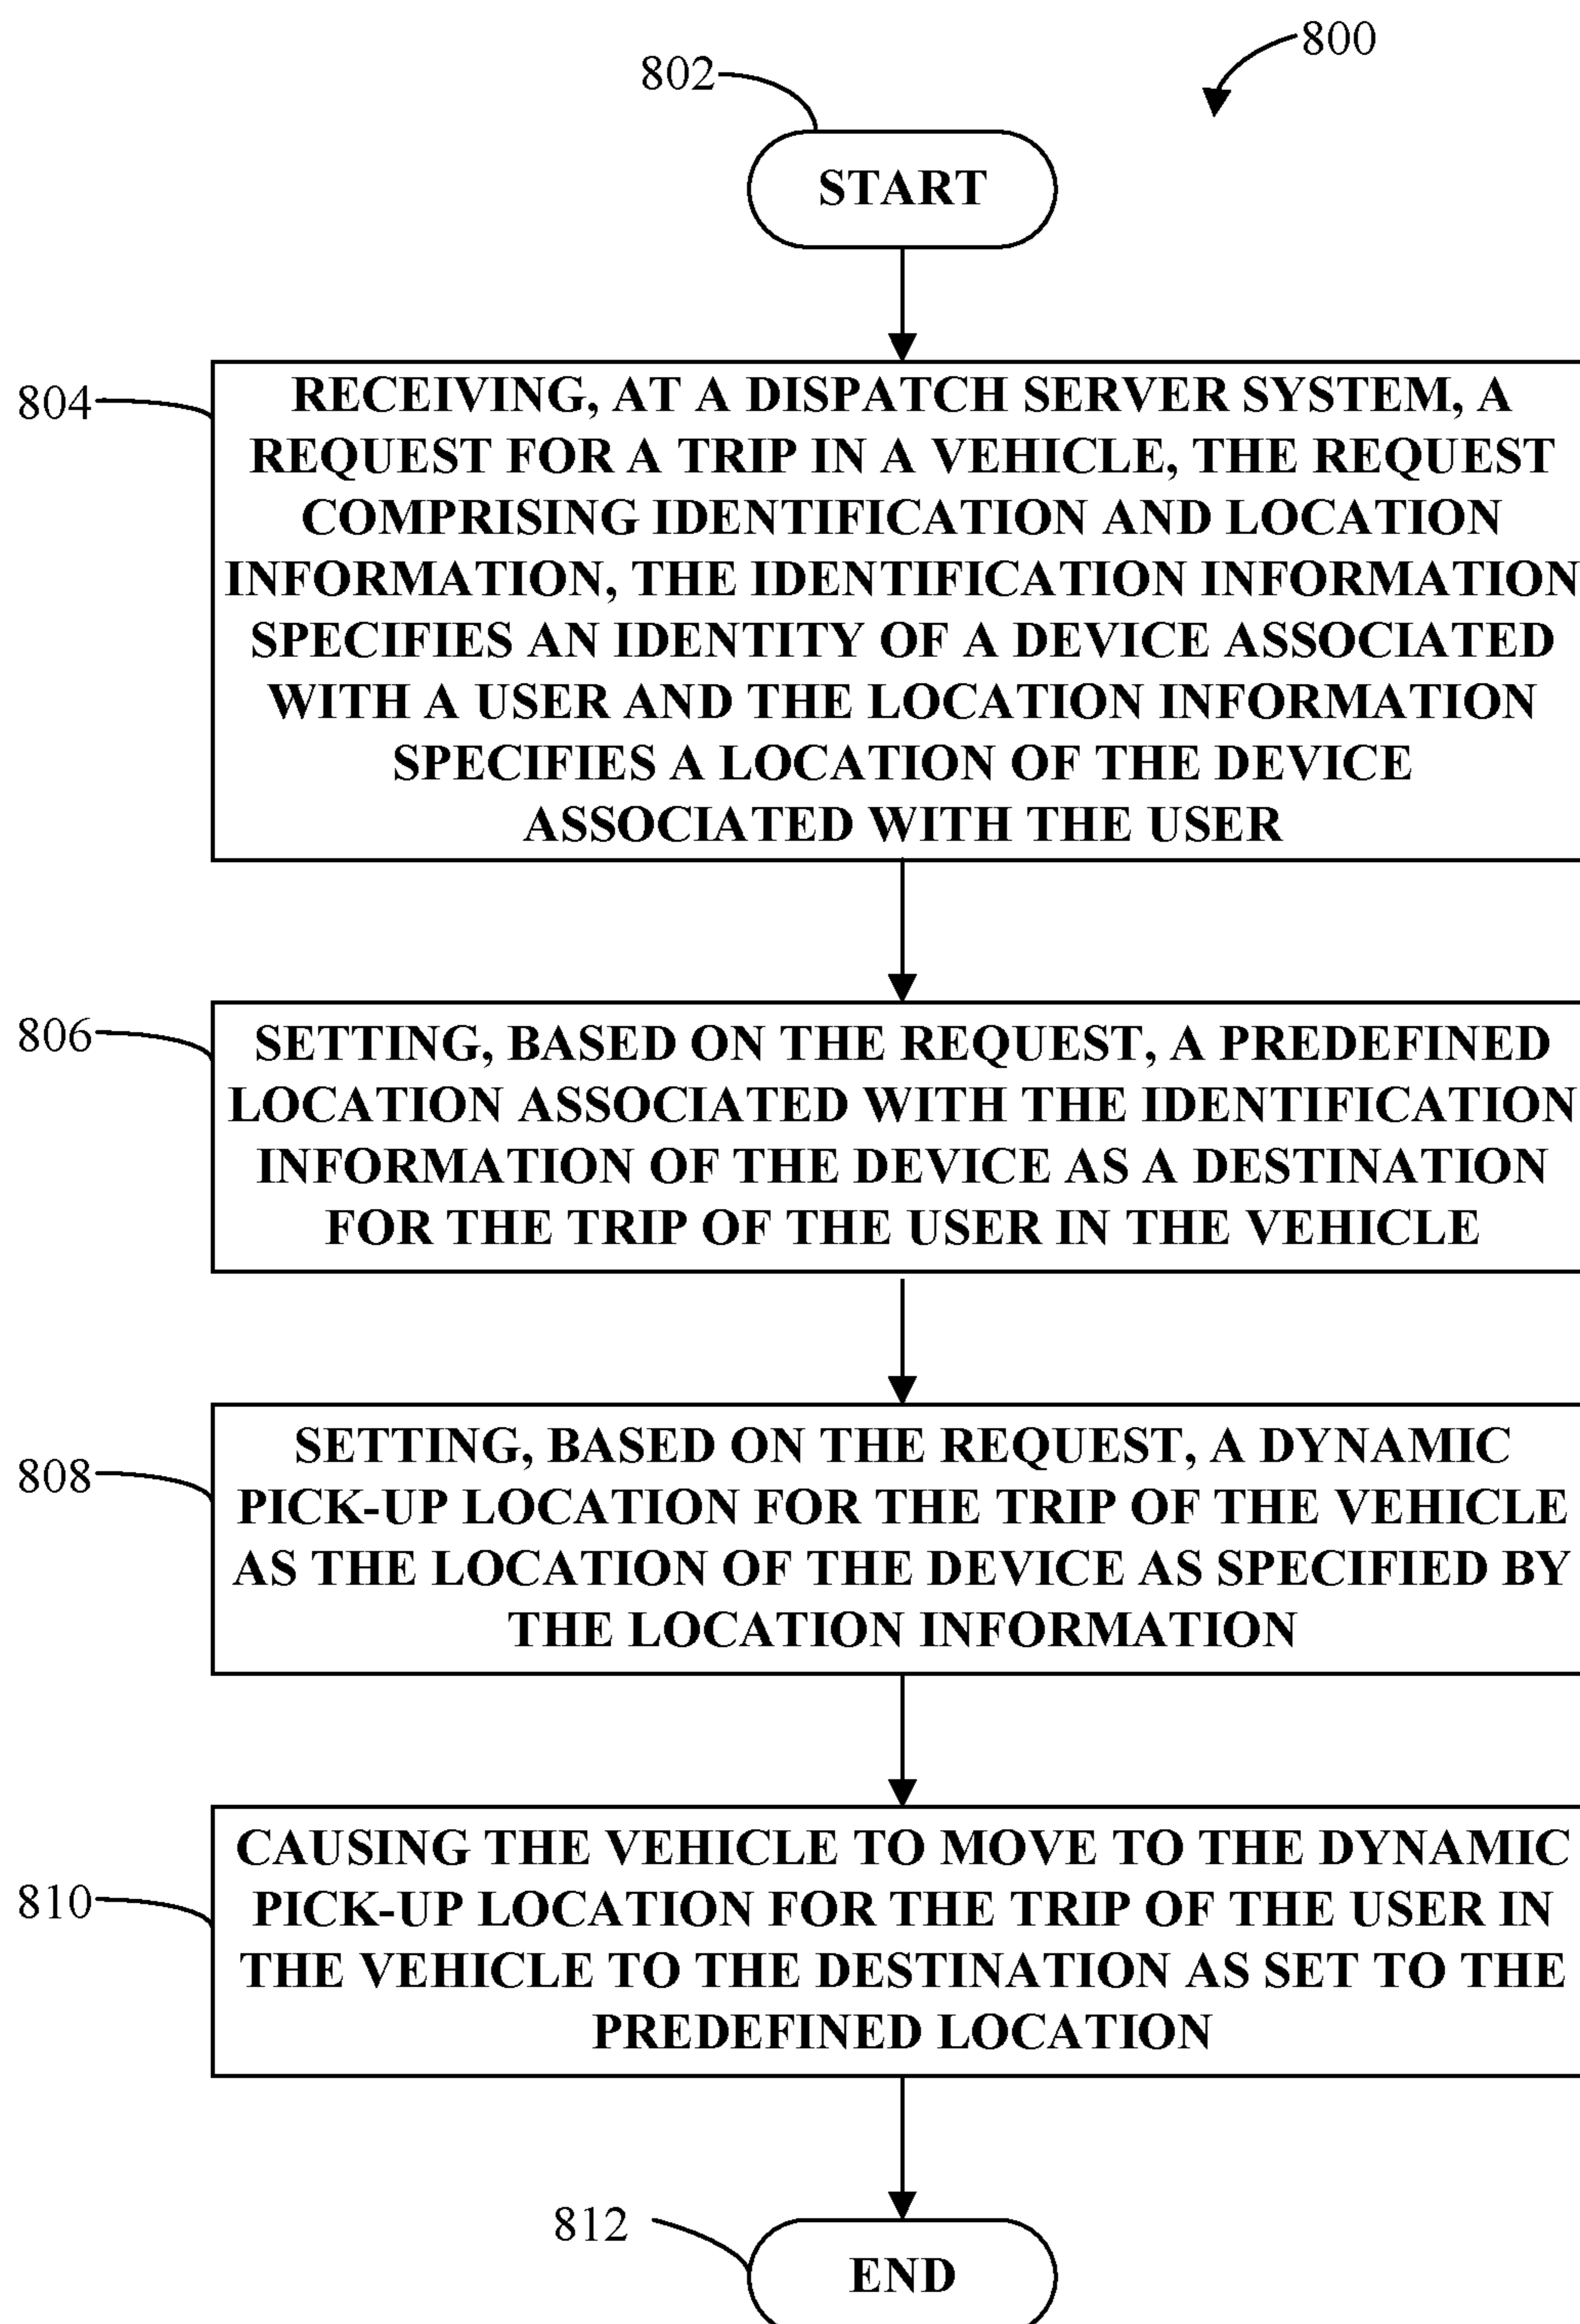 800
802
START
804
RECEIVING, AT A DISPATCH SERVER SYSTEM, A
REQUEST FOR A TRIP IN A VEHICLE, THE REQUEST
COMPRISING IDENTIFICATION AND LOCATION
INFORMATION, THE IDENTIFICATION INFORMATION
SPECIFIES AN IDENTITY OF A DEVICE ASSOCIATED
WITH A USER AND THE LOCATION INFORMATION
SPECIFIES A LOCATION OF THE DEVICE
ASSOCIATED WITH THE USER
806
SETTING, BASED ON THE REQUEST, A PREDEFINED
LOCATION ASSOCIATED WITH THE IDENTIFICATION
INFORMATION OF THE DEVICE AS A DESTINATION
FOR THE TRIP OF THE USER IN THE VEHICLE
808
SETTING, BASED ON THE REQUEST, A DYNAMIC
PICK-UP LOCATION FOR THE TRIP OF THE VEHICLE
AS THE LOCATION OF THE DEVICE AS SPECIFIED BY
THE LOCATION INFORMATION
810
CAUSING THE VEHICLE TO MOVE TO THE DYNAMIC
PICK-UP LOCATION FOR THE TRIP OF THE USER IN
THE VEHICLE TO THE DESTINATION AS SET TO THE
PREDEFINED LOCATION
812
END